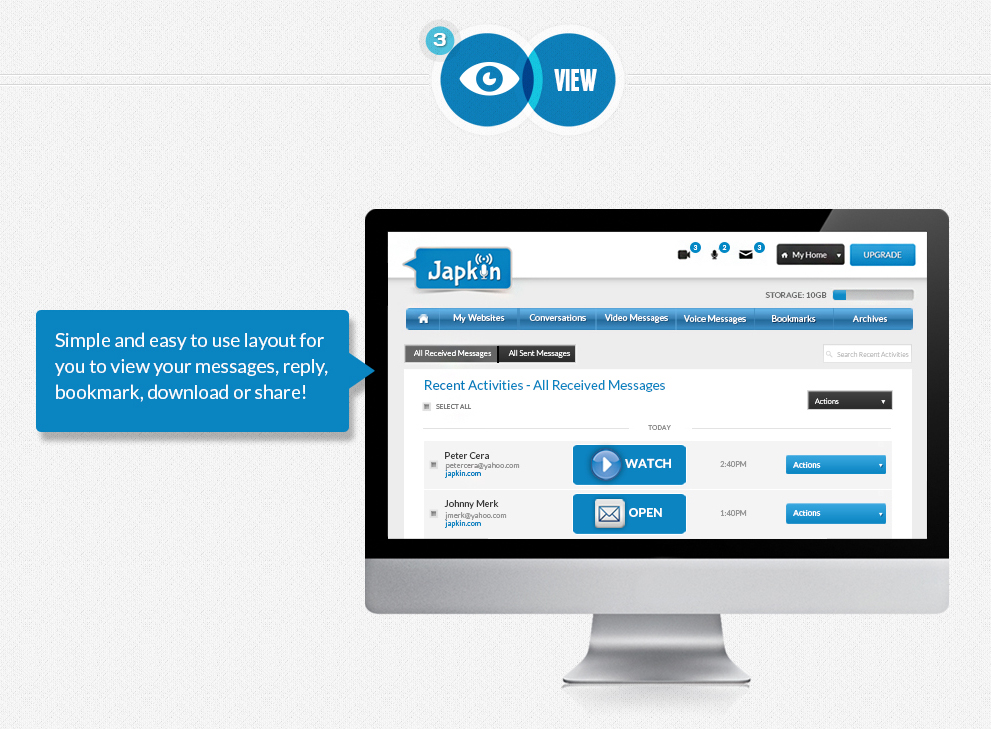 3
VIEW
Simple and easy to use layout for
you to view your messages, reply,
bookmark, download or share!
Japkin
3
2
3
My Home
UPGRADE
STORAGE: 10GB
My Websites
Conversations
Video Messages
Voice Messages
Bookmarks
Archives
All Received Messages
All Sent Messages
Search Recent Activities
Recent Activities - All Received Messages
SELECT ALL
Actions
TODAY
Peter Cera
petercera@yahoo.com
japkin.com
WATCH
2:40PM
Actions
Johnny Merk
jmerk@yahoo.com
japkin.com
OPEN
1:40PM
Actions